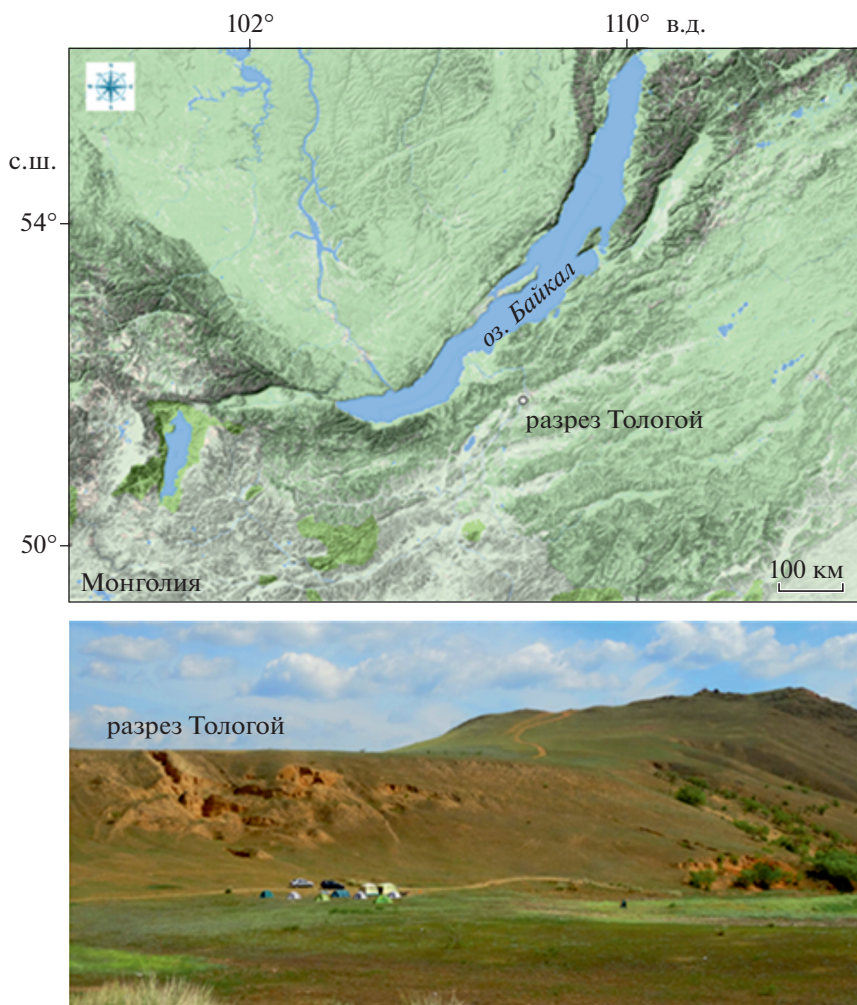 102°
110° в.д.
с.ш.
54°
оз. Байкал
разрез Тологой
50°
Монголия
100 км
разрез Тологой